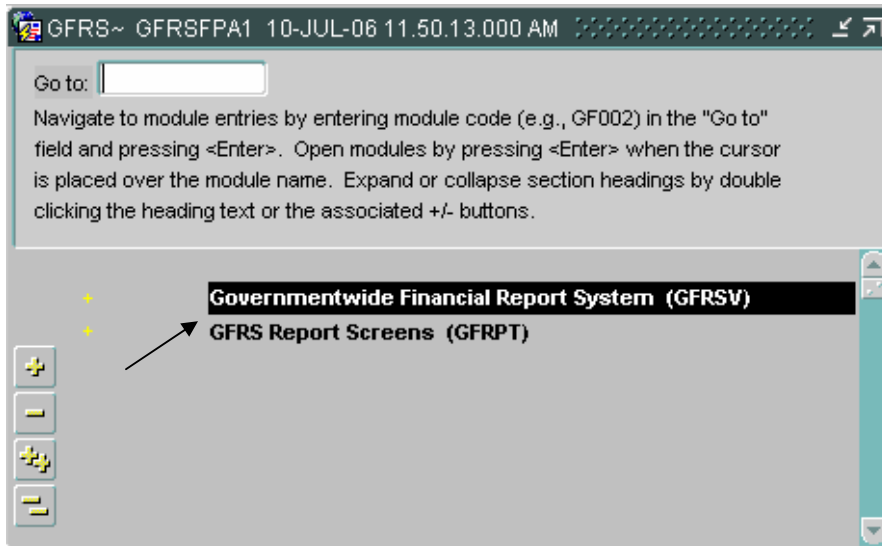 GFRS~ GFRSFPA1 10-JUL-06 11.50.13.000 AM
Go to:
Navigate to module entries by entering module code (e.g., GF002) in the "Go to"
field and pressing <Enter>. Open modules by pressing <Enter> when the cursor
is placed over the module name. Expand or collapse section headings by double
clicking the heading text or the associated +/- buttons.
+ Governmentwide Financial Report System (GFRSV)
+ GFRS Report Screens (GFRPT)